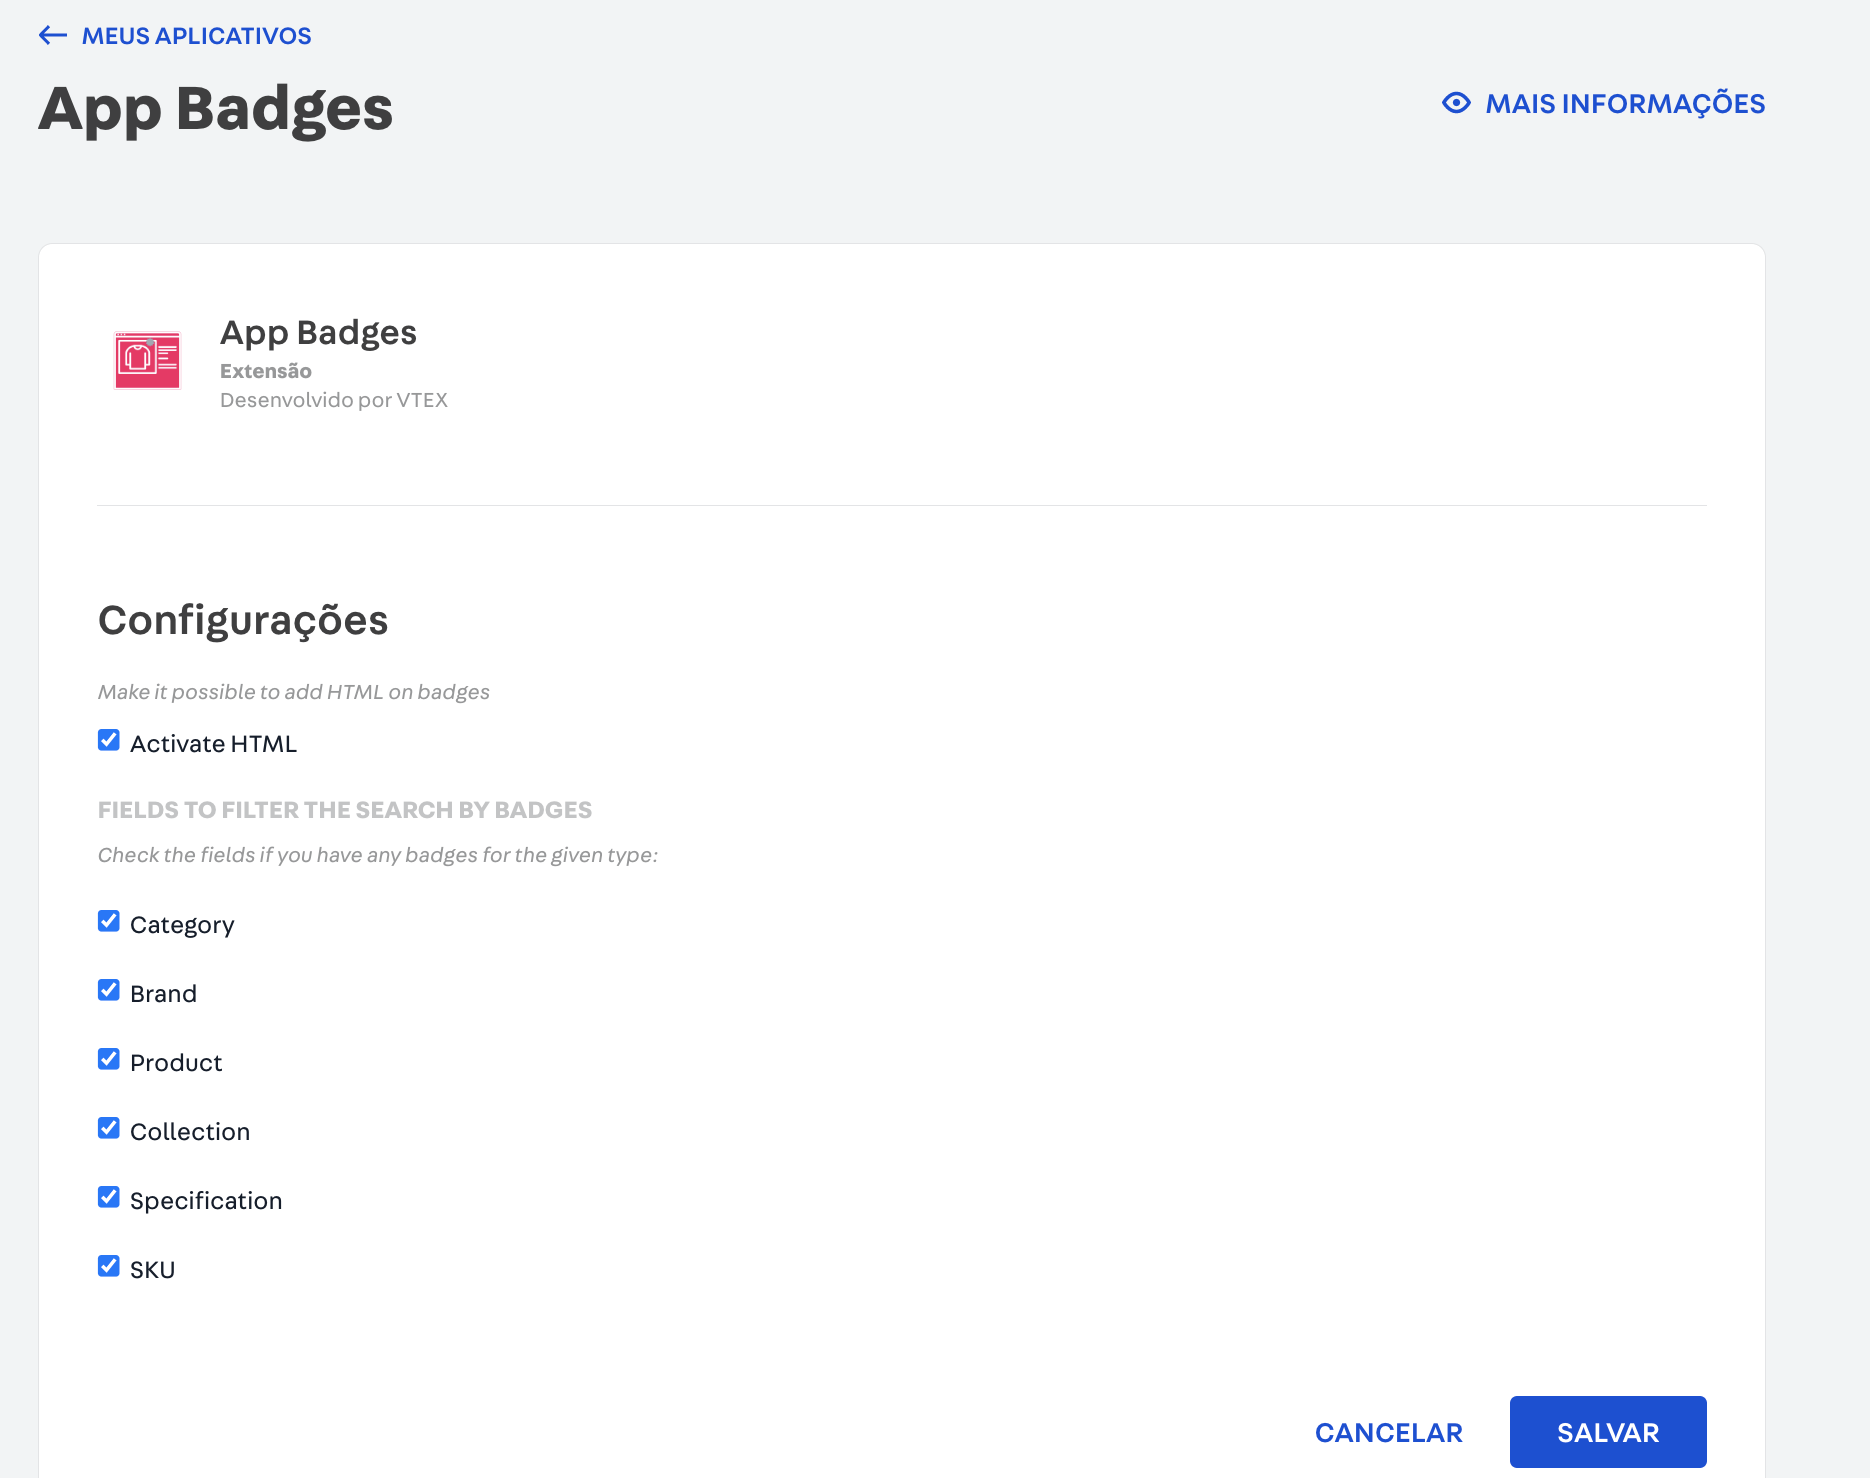 MEUS APLICATIVOS
App Badges
MAIS INFORMAÇÕES
App Badges
Extensão
Desenvolvido por VTEX
Configurações
Make it possible to add HTML on badges
Activate HTML
FIELDS TO FILTER THE SEARCH BY BADGES
Check the fields if you have any badges for the given type:
Category
Brand
Product
Collection
Specification
SKU
CANCELAR
SALVAR